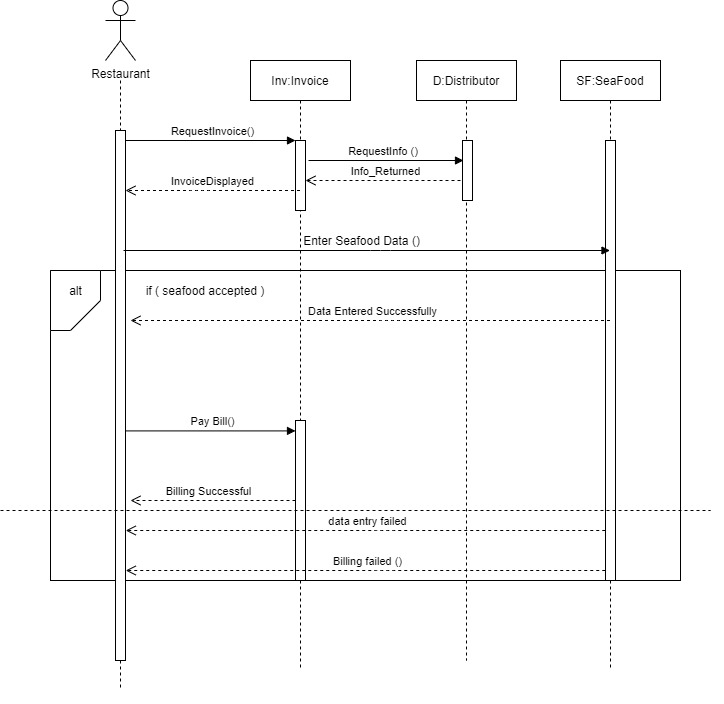 Restaurant
Inv:Invoice
D:Distributor
SF:SeaFood
RequestInvoice()
RequestInfo ()
Info_Returned
InvoiceDisplayed
Enter Seafood Data ()
alt
if ( seafood accepted )
Data Entered Successfully
Pay Bill()
Billing Successful
data entry failed
Billing failed ()